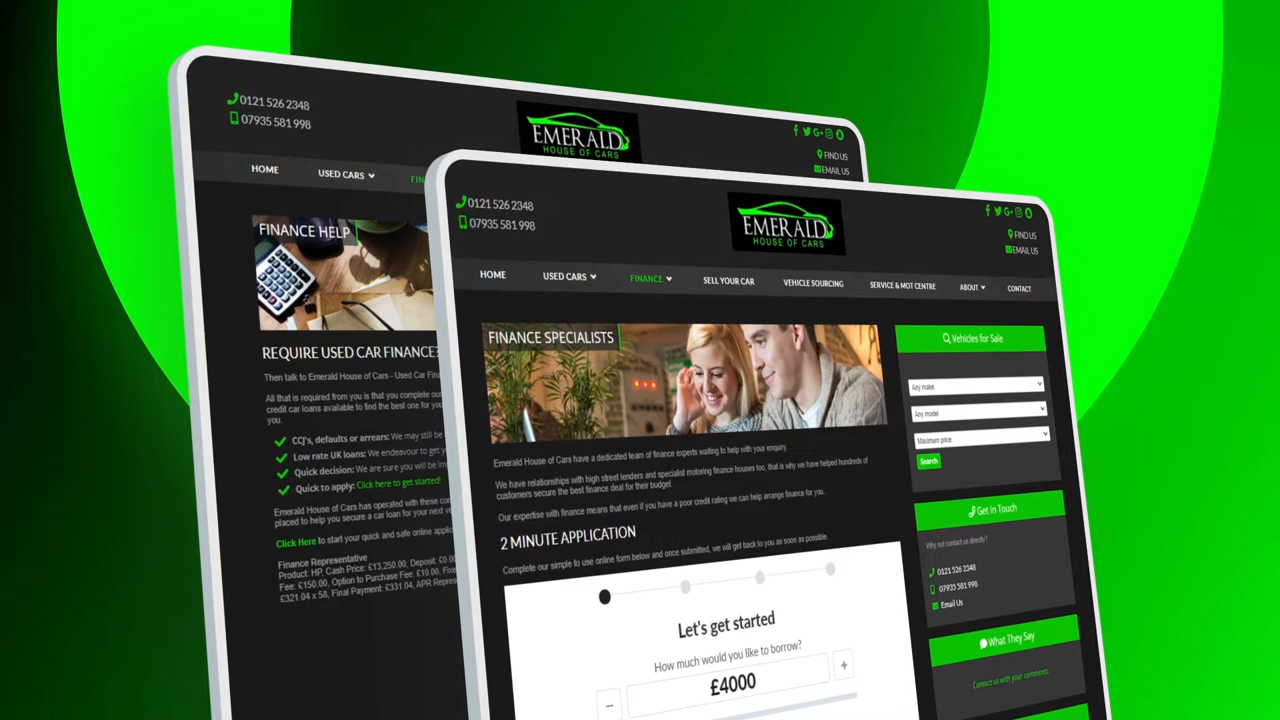 0121 526 2348
07935 581 998
EMERALD
HOUSE OF CARS
FIND US
EMAIL US
HOME
USED CARS
FINANCE HELP
REQUIRE USED CAR FINANCE?
Then talk to Emerald House of Cars - Used Car
All that is required from you is that you complete
credit car loans available to find the best one for
you.
CCJ's, defaults or arrears: We may still be
Low rate UK loans: We endeavour to get
Quick decision: We are sure you will be
Quick to apply: Click here to get started!
Emerald House of Cars has operated with these
placed to help you secure a car loan for your next
Click Here to start your quick and safe online
Finance Representative
Product: HP, Cash Price: £13,250.00, Deposit:
Fee: £150.00, Option to Purchase Fee: £10.00,
£321.04 x 58, Final Payment: £331.04, APR
0121 526 2348
07935 581 998
EMERALD
HOUSE OF CARS
FIND US
EMAIL US
HOME
USED CARS
FINANCE
SELL YOUR CAR
VEHICLE SOURCING
SERVICE & MOT CENTRE
ABOUT
CONTACT
FINANCE SPECIALISTS
Emerald House of Cars have a dedicated team of finance experts waiting to help with your enquiry.
We have relationships with high street lenders and specialist motoring finance houses too, that is why we have helped hundreds of
customers secure the best finance deal for their budget.
Our expertise with finance means that even if you have a poor credit rating we can help arrange finance for you.
2 MINUTE APPLICATION
Complete our simple to use online form below and once submitted, we will get back to you as soon as possible.
Let's get started
How much would you like to borrow?
− £4000 +
Vehicles for Sale
Any make
Any model
Maximum price
Search
Get In Touch
Why not contact us directly?
0121 526 2348
07935 581 998
Email Us
What They Say
Contact us with your comments.